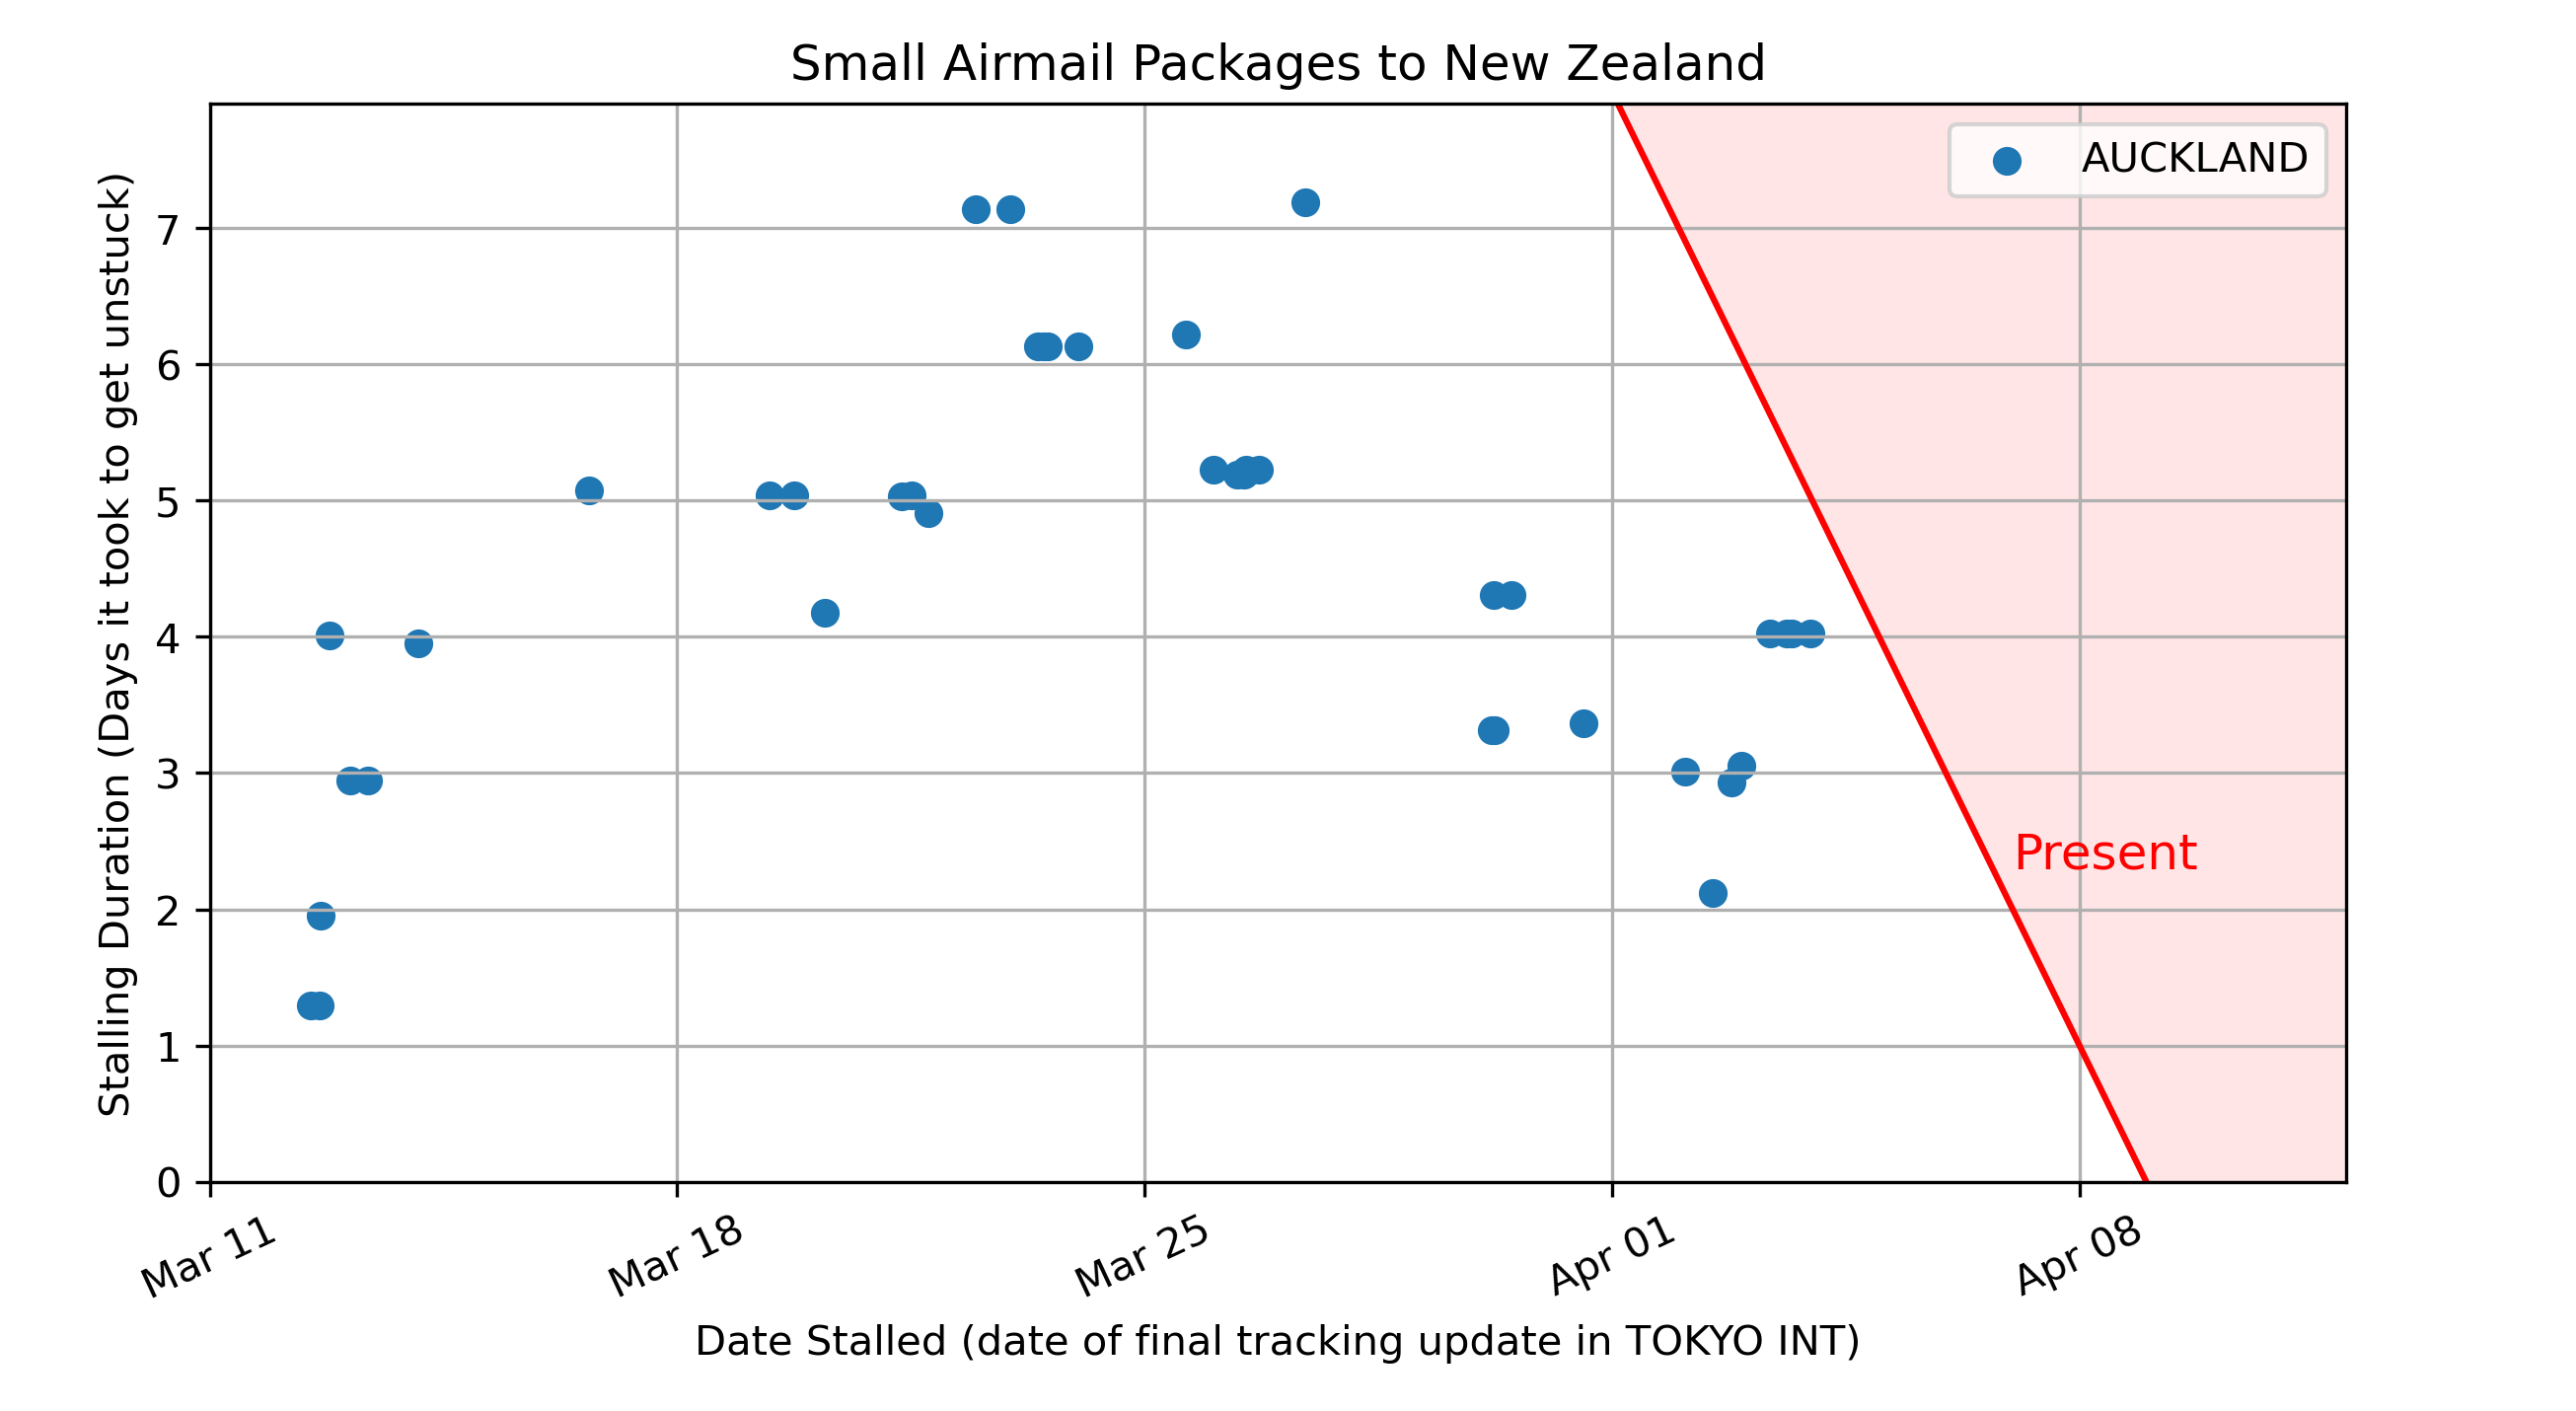 Small Airmail Packages to New Zealand
AUCKLAND
Stalling Duration (Days it took to get unstuck)
7
6
5
4
3
2
1
0
Present
Mar 11
Mar 18
Mar 25
Apr 01
Apr 08
Date Stalled (date of final tracking update in TOKYO INT)